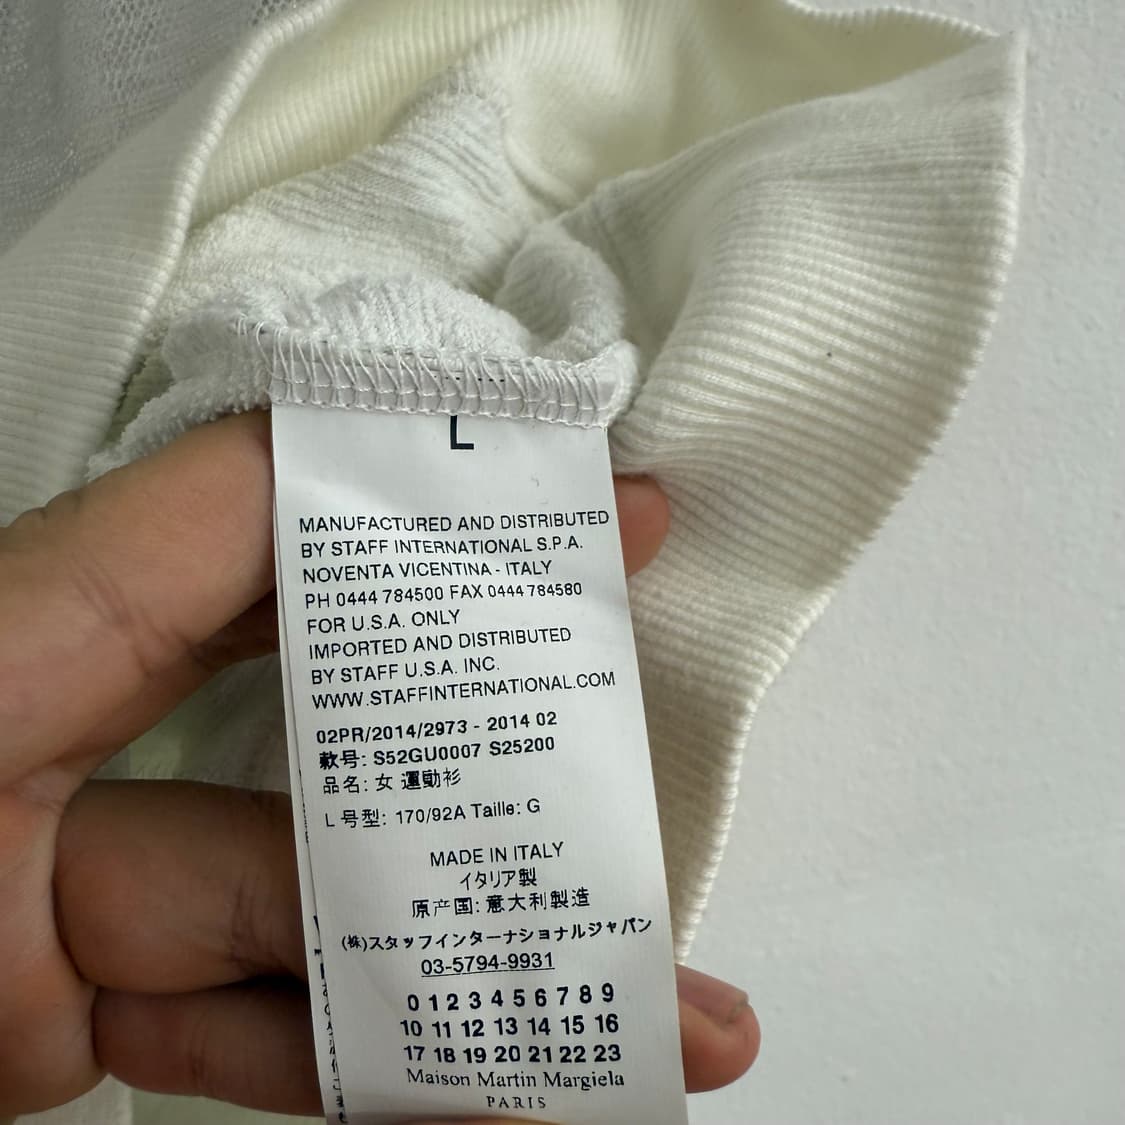 L
MANUFACTURED AND DISTRIBUTED
BY STAFF INTERNATIONAL S.P.A.
NOVENTA VICENTINA - ITALY
PH 0444 784500 FAX 0444 784580
FOR U.S.A. ONLY
IMPORTED AND DISTRIBUTED
BY STAFF U.S.A. INC.
WWW.STAFFINTERNATIONAL.COM
02PR/2014/2973 - 2014 02
款号: S52GU0007 S25200
品名: 女 運動衫
L 号型: 170/92A Taille: G
MADE IN ITALY
イタリア製
原产国: 意大利製造
(株)スタッフインターナショナルジャパン
03-5794-9931
0 1 2 3 4 5 6 7 8 9
10 11 12 13 14 15 16
17 18 19 20 21 22 23
Maison Martin Margiela
PARIS